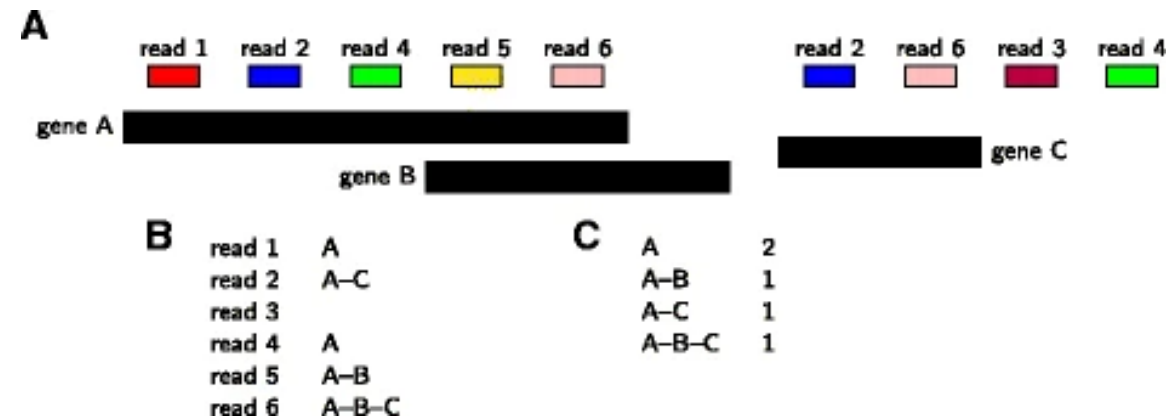 A
read 1 read 2 read 4 read 5 read 6 read 2 read 6 read 3 read 4
gene A
gene C
gene B
B
read 1 A
read 2 A–C
read 3
read 4 A
read 5 A–B
read 6 A–B–C
C
A 2
A–B 1
A–C 1
A–B–C 1